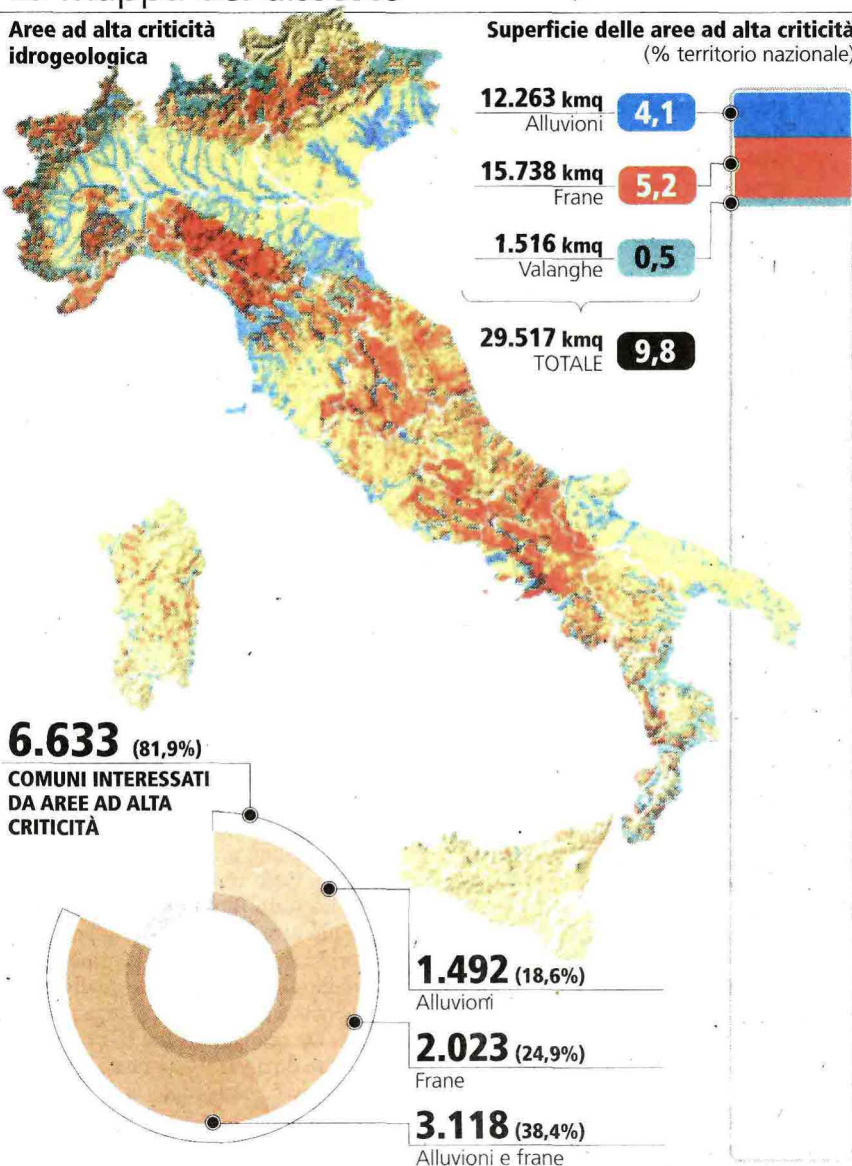 Aree ad alta criticità
idrogeologica
Superficie delle aree ad alta criticità
(% territorio nazionale)
12.263 kmq
Alluvioni
4,1
15.738 kmq
Frane
5,2
1.516 kmq
Valanghe
0,5
29.517 kmq
TOTALE
9,8
6.633 (81,9%)
COMUNI INTERESSATI
DA AREE AD ALTA
CRITICITÀ
1.492 (18,6%)
Alluvioni
2.023 (24,9%)
Frane
3.118 (38,4%)
Alluvioni e frane